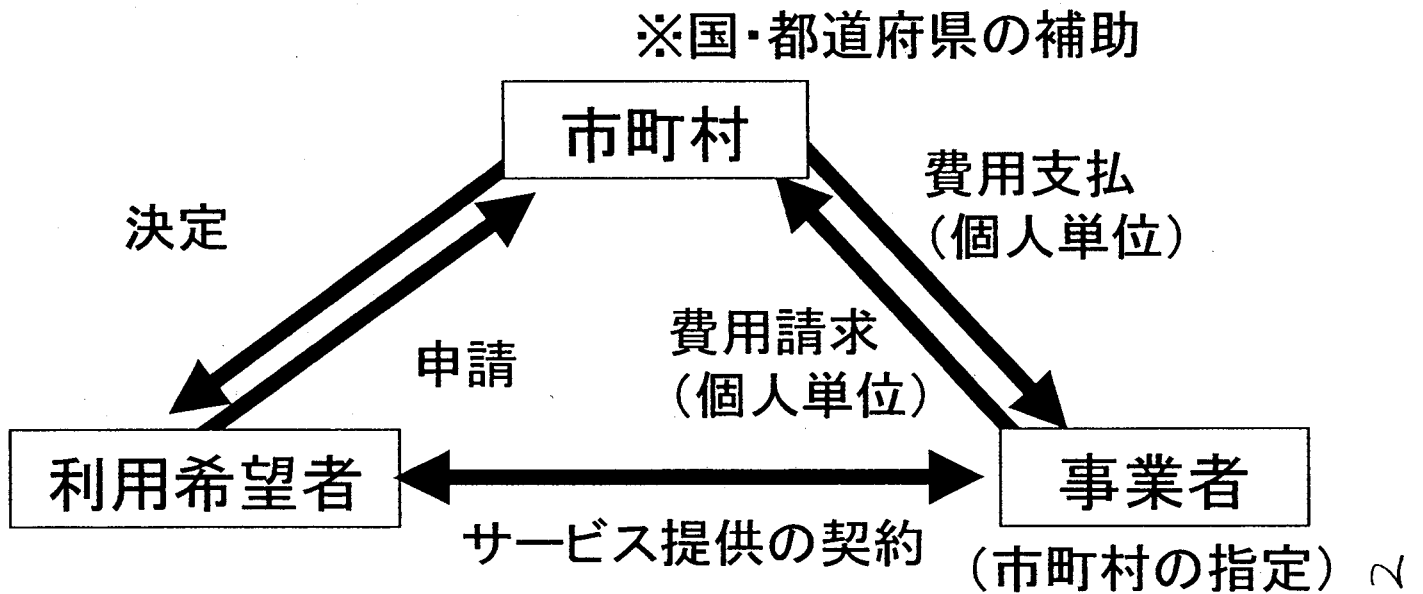 ※国・都道府県の補助
市町村
費用支払
（個人単位）
決定
費用請求
（個人単位）
申請
利用希望者
事業者
サービス提供の契約
（市町村の指定）
2